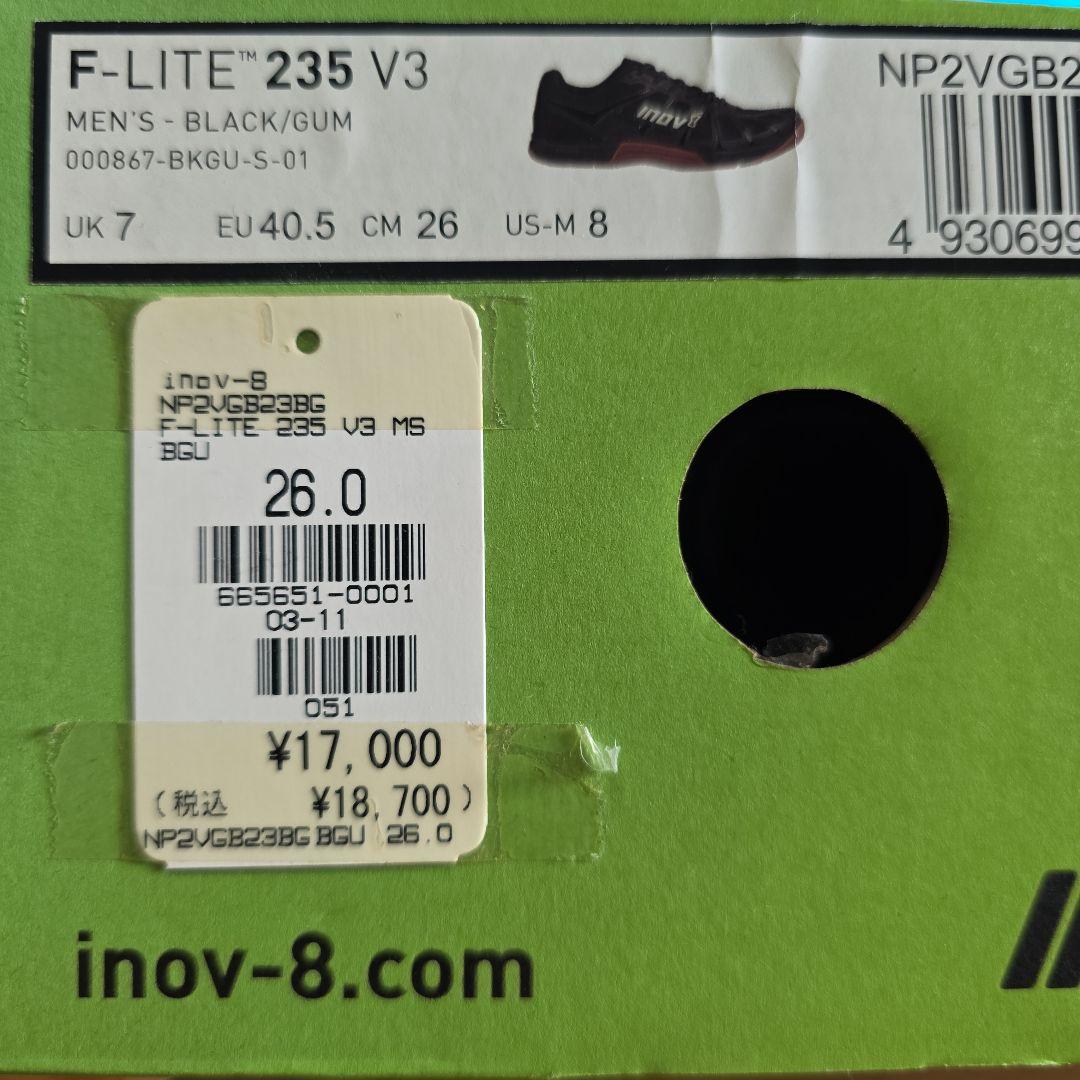 F-LITE™ 235 V3
MEN'S - BLACK/GUM
000867-BKGU-S-01
UK 7 EU 40.5 CM 26 US-M 8
inov8
NP2VGB2
4 930699
inov-8
NP2VGB23BG
F-LITE 235 V3 MS
BGU
26.0
665651-0001
03-11
051
¥17,000
(税込 ¥18,700)
NP2VGB23BG BGU 26.0
inov-8.com